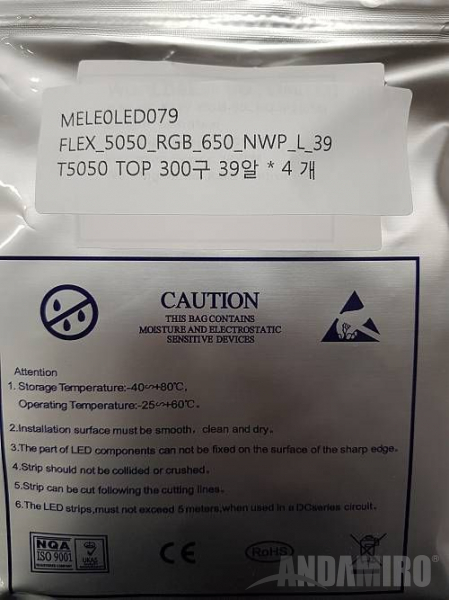 MELE0LED079
FLEX_5050_RGB_650_NWP_L_39
T5050 TOP 300구 39알 * 4 개
CAUTION
THIS BAG CONTAINS
MOISTURE AND ELECTROSTATIC
SENSITIVE DEVICES
Attention
1. Storage Temperature:-40~+80℃,
Operating Temperature:-25~+60℃.
2.Installation surface must be smooth, clean and dry.
3.The part of LED components can not be fixed on the surface of the sharp edge.
4.Strip should not be collided or crushed.
5.Strip can be cut following the cutting lines.
6.The LED strips,must not exceed 5 meters,when used in a DCseries circuit.
NQA
ISO 9001
CE
RoHS
ANDAMIRO®